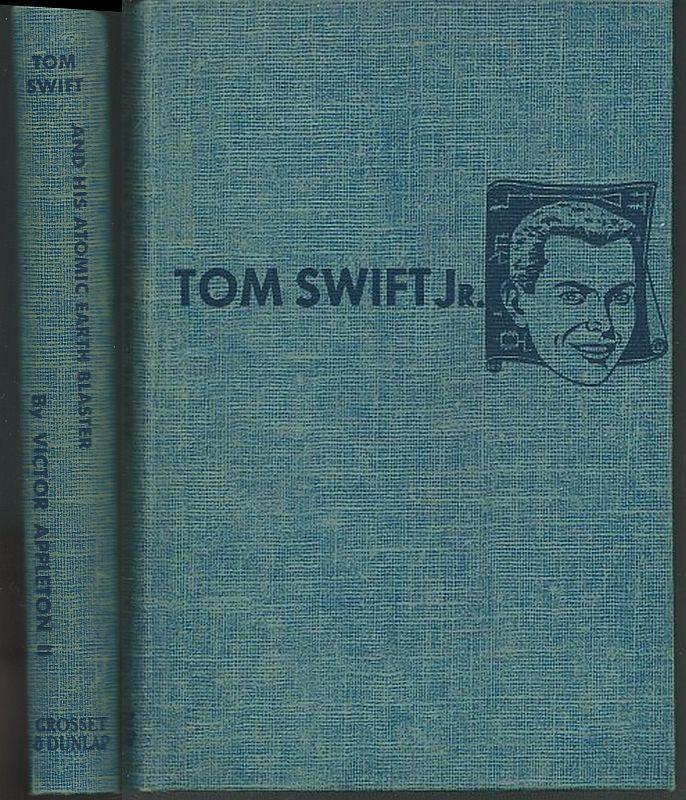 TOM
SWIFT
AND HIS ATOMIC EARTH BLASTER
By VICTOR APPLETON II
GROSSET
& DUNLAP
TOM SWIFT JR.